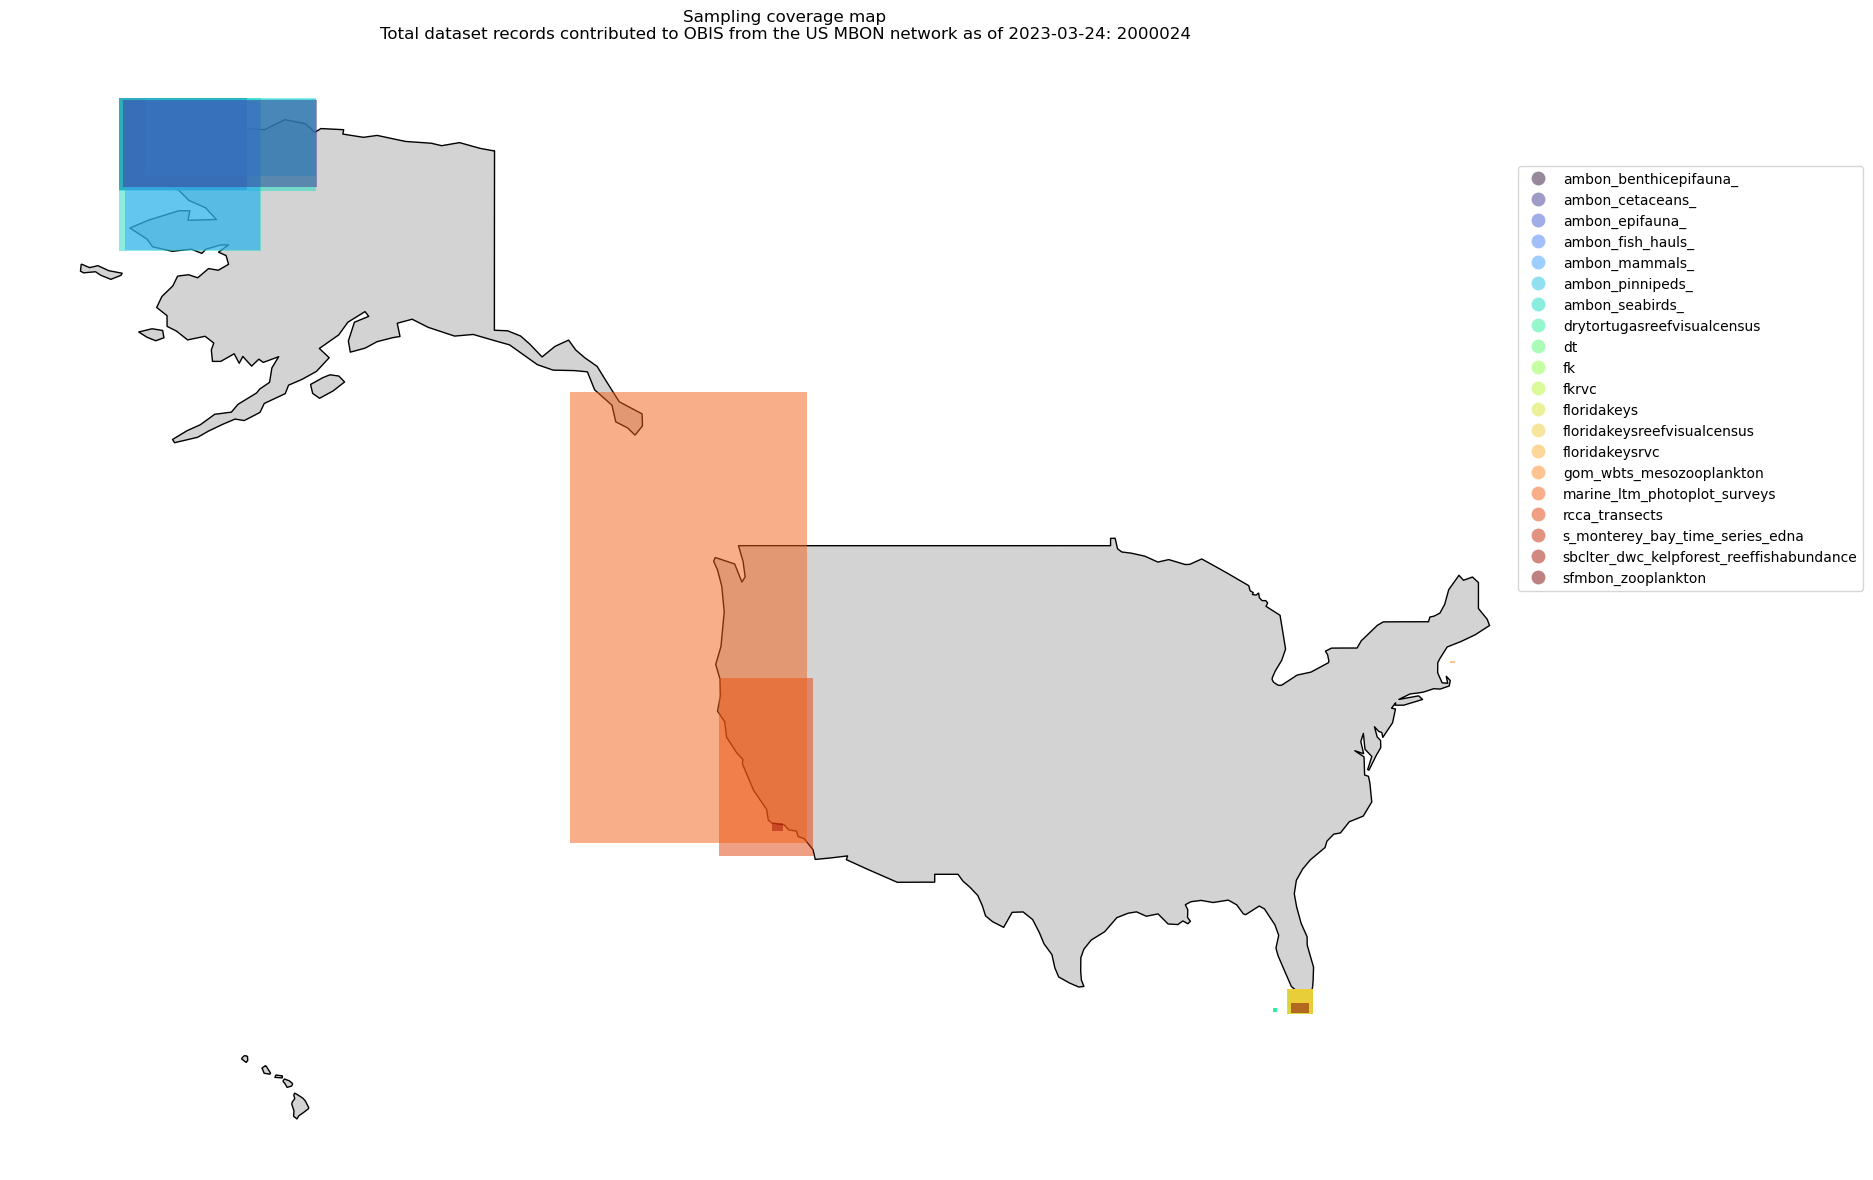 Sampling coverage map
Total dataset records contributed to OBIS from the US MBON network as of 2023-03-24: 2000024
ambon_benthicepifauna_
ambon_cetaceans_
ambon_epifauna_
ambon_fish_hauls_
ambon_mammals_
ambon_pinnipeds_
ambon_seabirds_
drytortugasreefvisualcensus
dt
fk
fkrvc
floridakeys
floridakeysreefvisualcensus
floridakeysrvc
gom_wbts_mesozooplankton
marine_ltm_photoplot_surveys
rcca_transects
s_monterey_bay_time_series_edna
sbclter_dwc_kelpforest_reeffishabundance
sfmbon_zooplankton